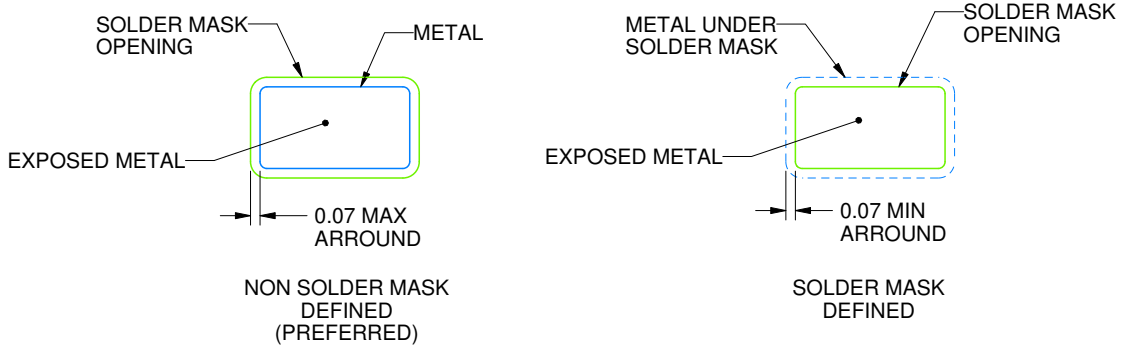 SOLDER MASK
OPENING
METAL
EXPOSED METAL
0.07 MAX
ARROUND
NON SOLDER MASK
DEFINED
(PREFERRED)
METAL UNDER
SOLDER MASK
SOLDER MASK
OPENING
EXPOSED METAL
0.07 MIN
ARROUND
SOLDER MASK
DEFINED